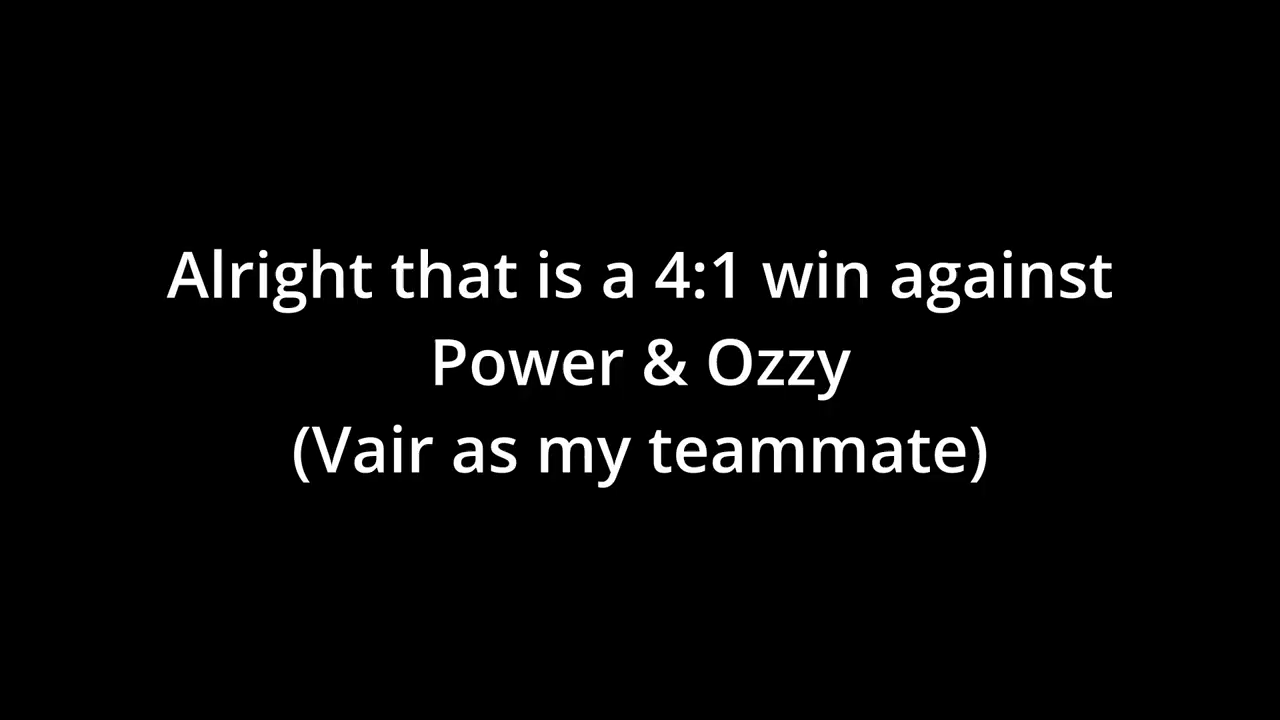 Alright that is a 4:1 win against
Power & Ozzy
(Vair as my teammate)